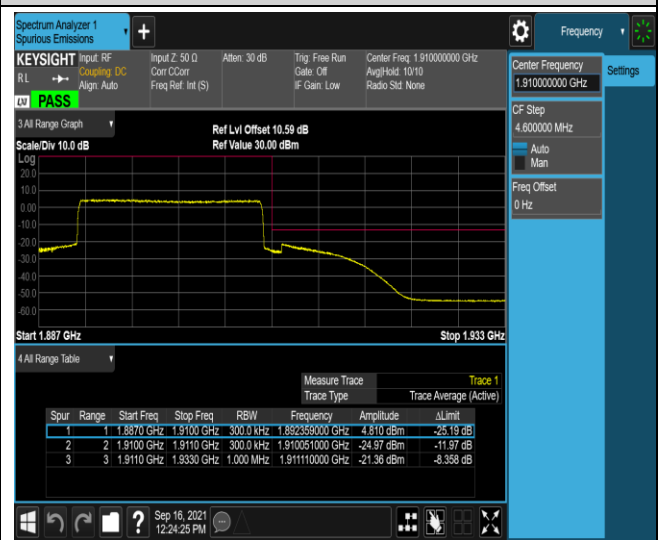 Spectrum Analyzer 1
Spurious Emissions
+
Frequency
KEYSIGHT
RL
LXI PASS
Input: RF
Coupling: DC
Align: Auto
Input Z: 50 Ω
Corr CCorr
Freq Ref: Int (S)
Atten: 30 dB
Trig: Free Run
Gate: Off
IF Gain: Low
Center Freq: 1.910000000 GHz
Avg|Hold: 10/10
Radio Std: None
Center Frequency
1.910000000 GHz
Settings
CF Step
4.600000 MHz
Auto
Man
Freq Offset
0 Hz
3 All Range Graph
Scale/Div 10.0 dB
Ref Lvl Offset 10.59 dB
Ref Value 30.00 dBm
Log
20.0
10.0
0.00
-10.0
-20.0
-30.0
-40.0
-50.0
-60.0
Start 1.887 GHz
Stop 1.933 GHz
4 All Range Table
Measure Trace Trace 1
Trace Type Trace Average (Active)
Spur Range Start Freq Stop Freq RBW Frequency Amplitude ΔLimit
1 1 1.8870 GHz 1.9100 GHz 300.0 kHz 1.892359000 GHz 4.810 dBm -25.19 dB
2 2 1.9100 GHz 1.9110 GHz 300.0 kHz 1.910051000 GHz -24.97 dBm -11.97 dB
3 3 1.9110 GHz 1.9330 GHz 1.000 MHz 1.911110000 GHz -21.36 dBm -8.358 dB
?
Sep 16, 2021
12:24:25 PM